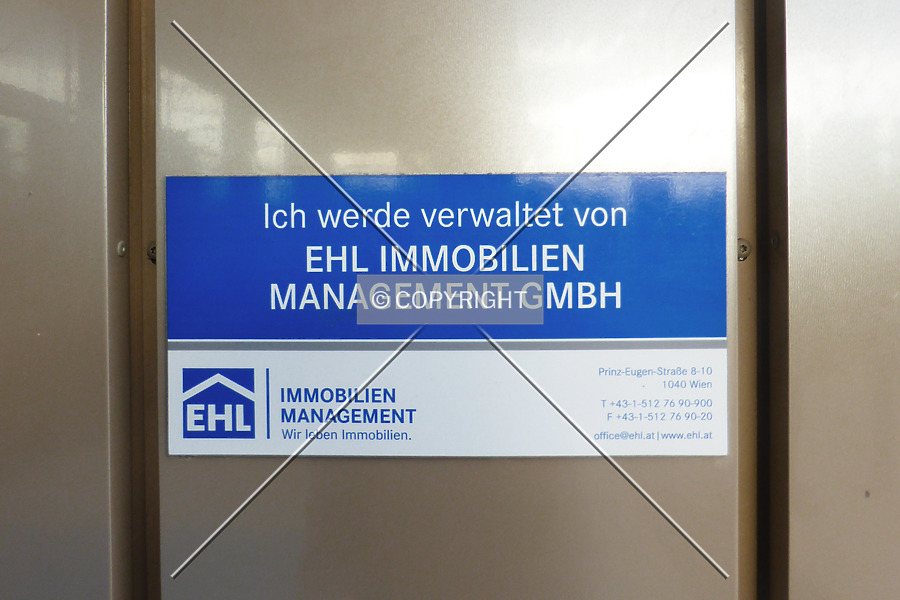 Ich werde verwaltet von
EHL IMMOBILIEN
MANAGEMENT GMBH
© COPYRIGHT
EHL
IMMOBILIEN
MANAGEMENT
Wir leben Immobilien.
Prinz-Eugen-Straße 8-10
1040 Wien
T +43-1-512 76 90-900
F +43-1-512 76 90-20
office@ehl.at | www.ehl.at